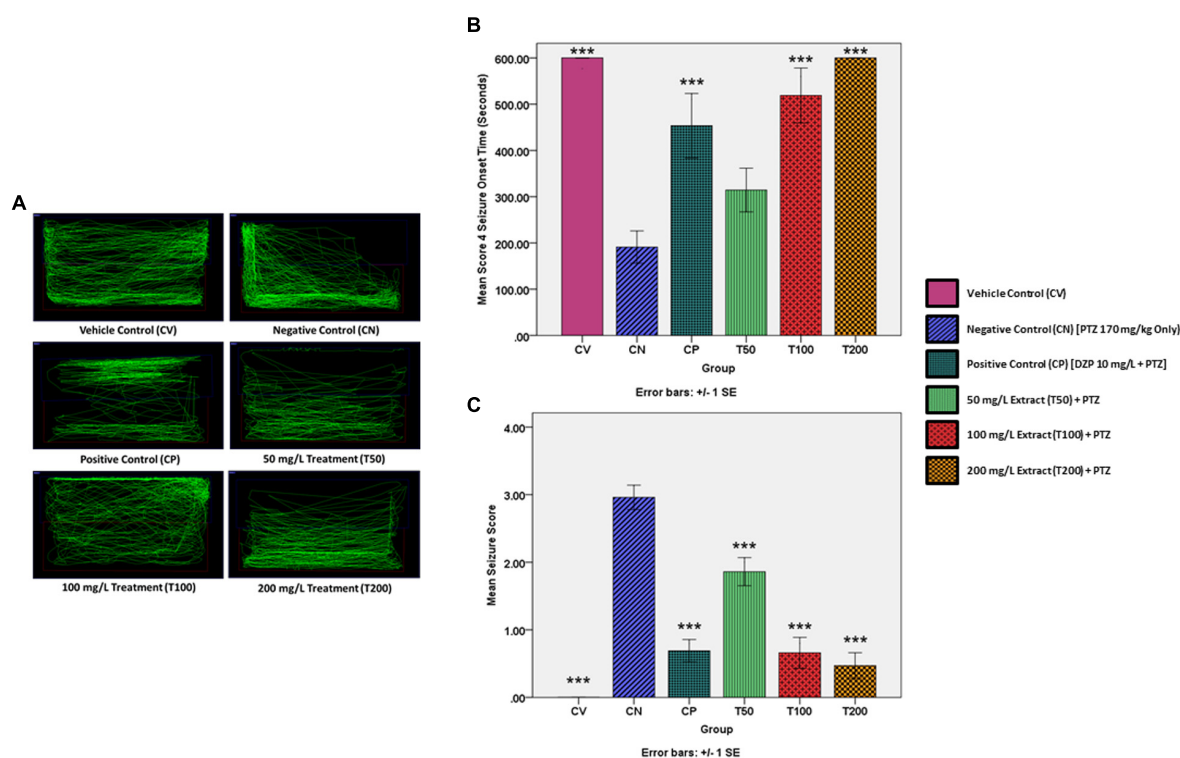 A
Vehicle Control (CV)
Negative Control (CN)
Positive Control (CP)
50 mg/L Treatment (T50)
100 mg/L Treatment (T100)
200 mg/L Treatment (T200)
B
Mean Score 4 Seizure Onset Time (Seconds)
600.00
500.00
400.00
300.00
200.00
100.00
.00
***
***
***
***
CV
CN
CP
T50
T100
T200
Group
Error bars: +/- 1 SE
C
Mean Seizure Score
4.00
3.00
2.00
1.00
.00
***
***
***
***
***
CV
CN
CP
T50
T100
T200
Group
Error bars: +/- 1 SE
Vehicle Control (CV)
Negative Control (CN) [PTZ 170 mg/kg Only]
Positive Control (CP) [DZP 10 mg/L + PTZ]
50 mg/L Extract (T50) + PTZ
100 mg/L Extract (T100) + PTZ
200 mg/L Extract (T200) + PTZ